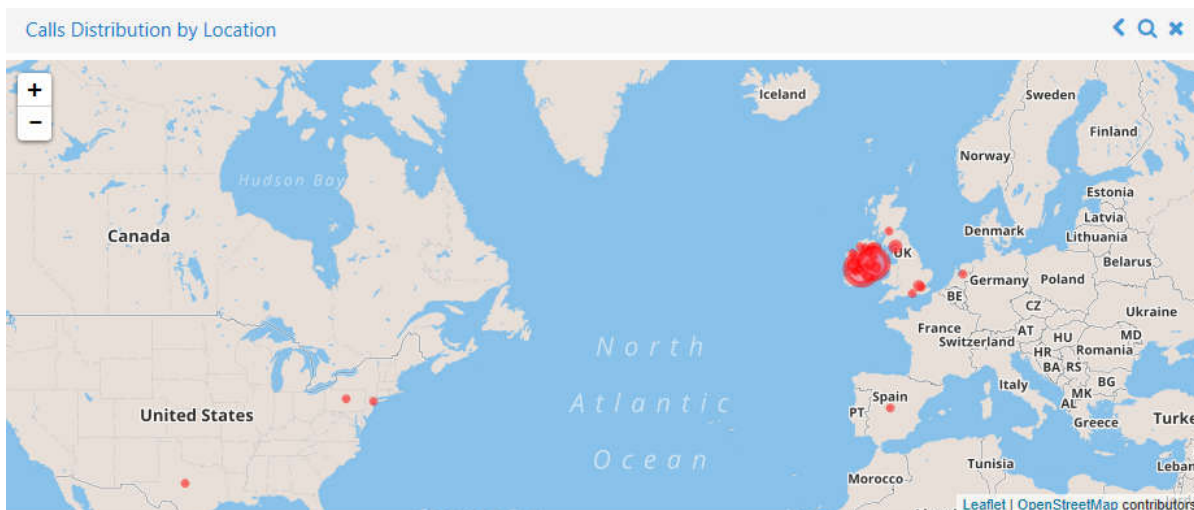 Calls Distribution by Location
+
−
Iceland
Sweden
Finland
Norway
Hudson Bay
Estonia
Latvia
Canada
Denmark
Lithuania
UK
Belarus
Germany
Poland
BE
CZ
Ukraine
France
AT
HU
MD
Switzerland
HR
Romania
BA
RS
North
Atlantic
Ocean
Italy
BG
MK
AL
Spain
PT
United States
Greece
Turke
Tunisia
Leban
Morocco
Leaflet | OpenStreetMap contributors